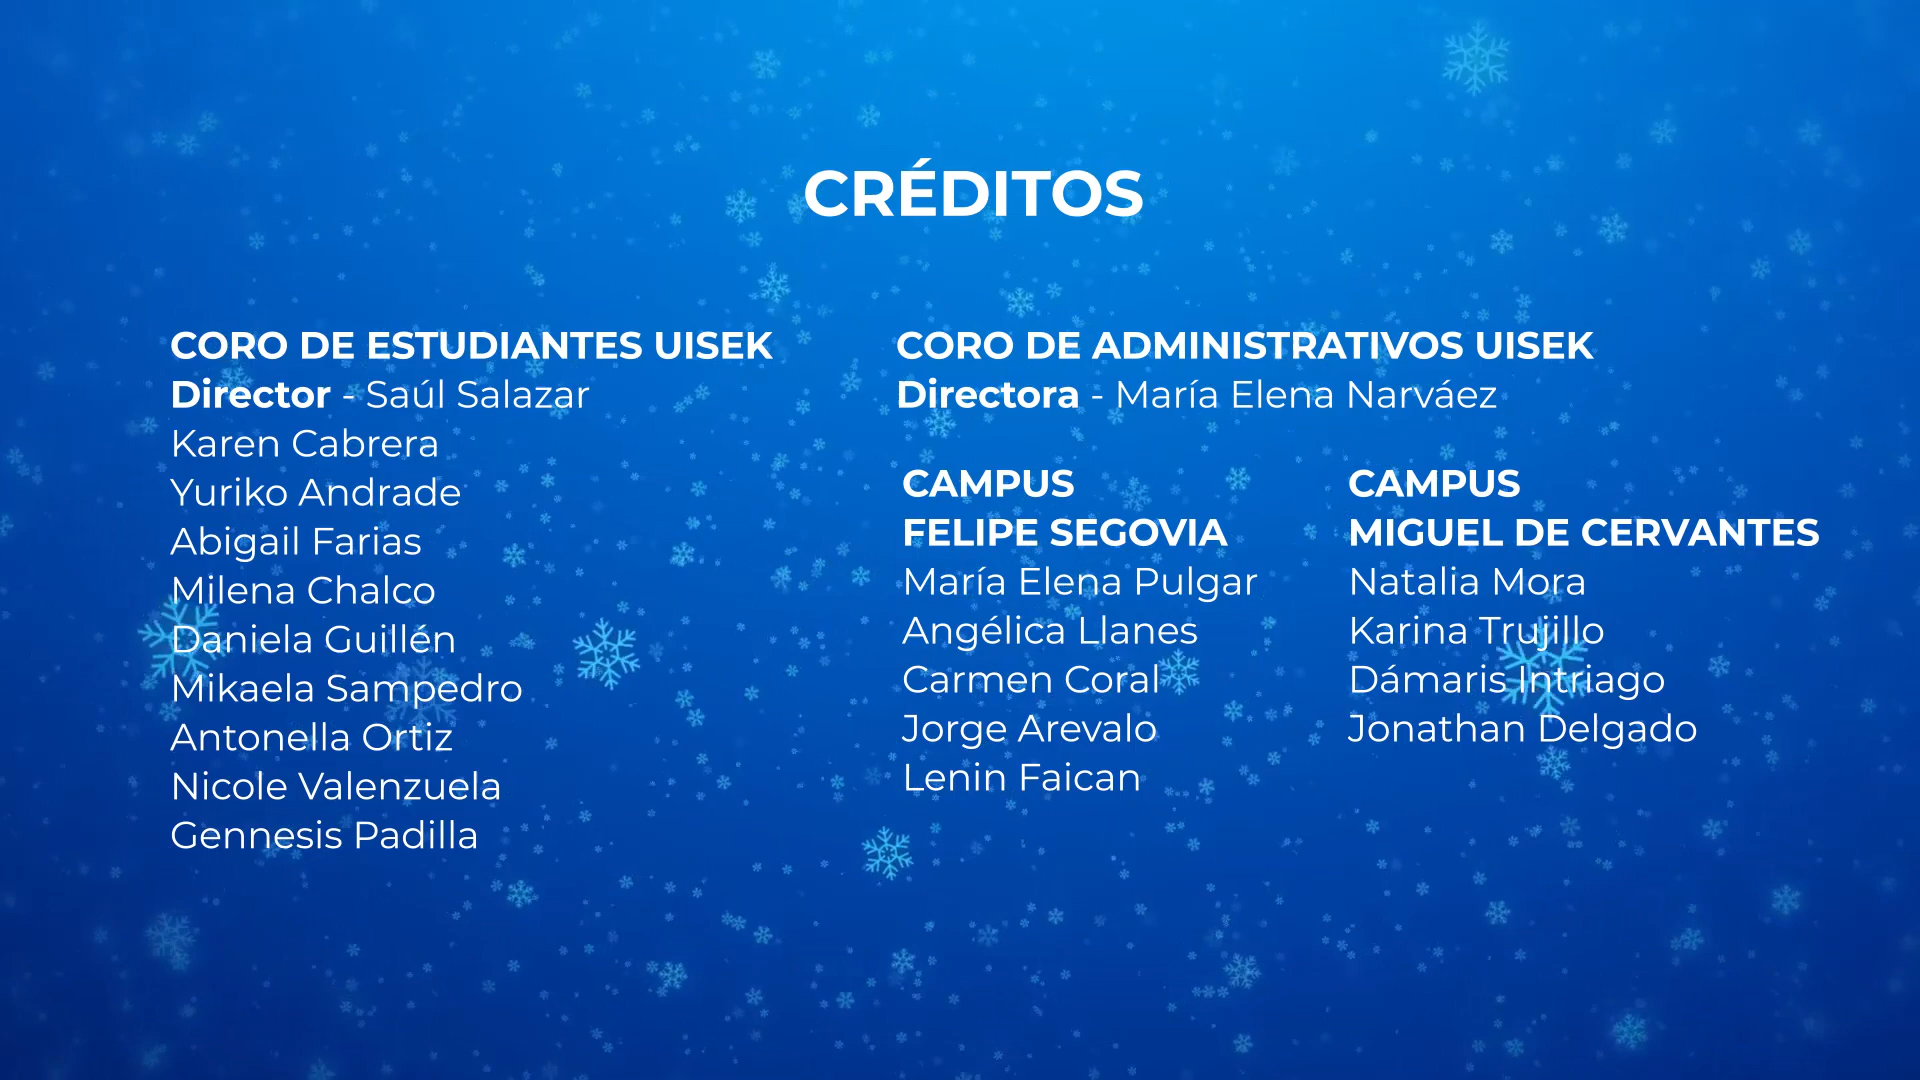 CRÉDITOS
CORO DE ESTUDIANTES UISEK
Director - Saúl Salazar
Karen Cabrera
Yuriko Andrade
Abigail Farias
Milena Chalco
Daniela Guillén
Mikaela Sampedro
Antonella Ortiz
Nicole Valenzuela
Gennesis Padilla
CORO DE ADMINISTRATIVOS UISEK
Directora - María Elena Narváez
CAMPUS
FELIPE SEGOVIA
María Elena Pulgar
Angélica Llanes
Carmen Coral
Jorge Arevalo
Lenin Faican
CAMPUS
MIGUEL DE CERVANTES
Natalia Mora
Karina Trujillo
Dámaris Intriago
Jonathan Delgado